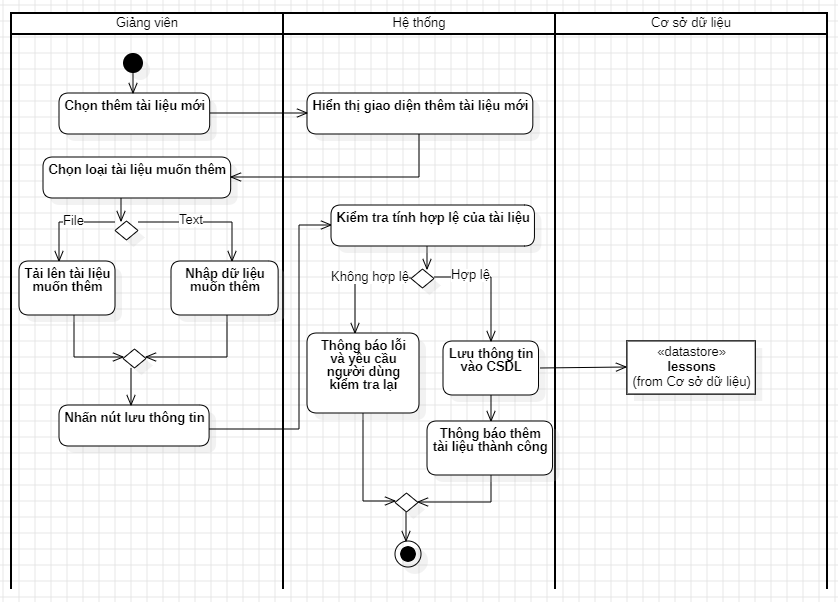 Giảng viên
Hệ thống
Cơ sở dữ liệu
Chọn thêm tài liệu mới
Hiển thị giao diện thêm tài liệu mới
Chọn loại tài liệu muốn thêm
File
Text
Tải lên tài liệu
muốn thêm
Nhập dữ liệu
muốn thêm
Nhấn nút lưu thông tin
Kiểm tra tính hợp lệ của tài liệu
Không hợp lệ
Hợp lệ
Thông báo lỗi
và yêu cầu
người dùng
kiểm tra lại
Lưu thông tin
vào CSDL
«datastore»
lessons
(from Cơ sở dữ liệu)
Thông báo thêm
tài liệu thành công